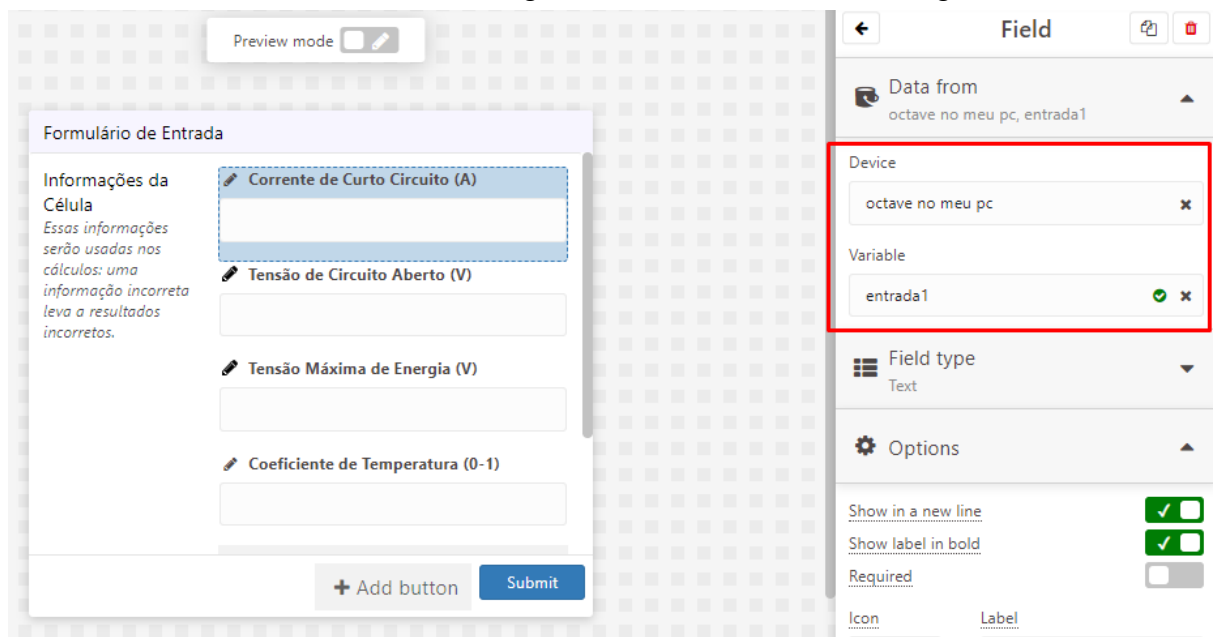 Preview mode
Formulário de Entrada
Informações da
Célula
Essas informações
serão usadas nos
cálculos: uma
informação incorreta
leva a resultados
incorretos.
Corrente de Curto Circuito (A)
Tensão de Circuito Aberto (V)
Tensão Máxima de Energia (V)
Coeficiente de Temperatura (0-1)
Add button
Submit
Field
Data from
octave no meu pc, entrada1
Device
octave no meu pc
Variable
entrada1
Field type
Text
Options
Show in a new line
Show label in bold
Required
Icon
Label